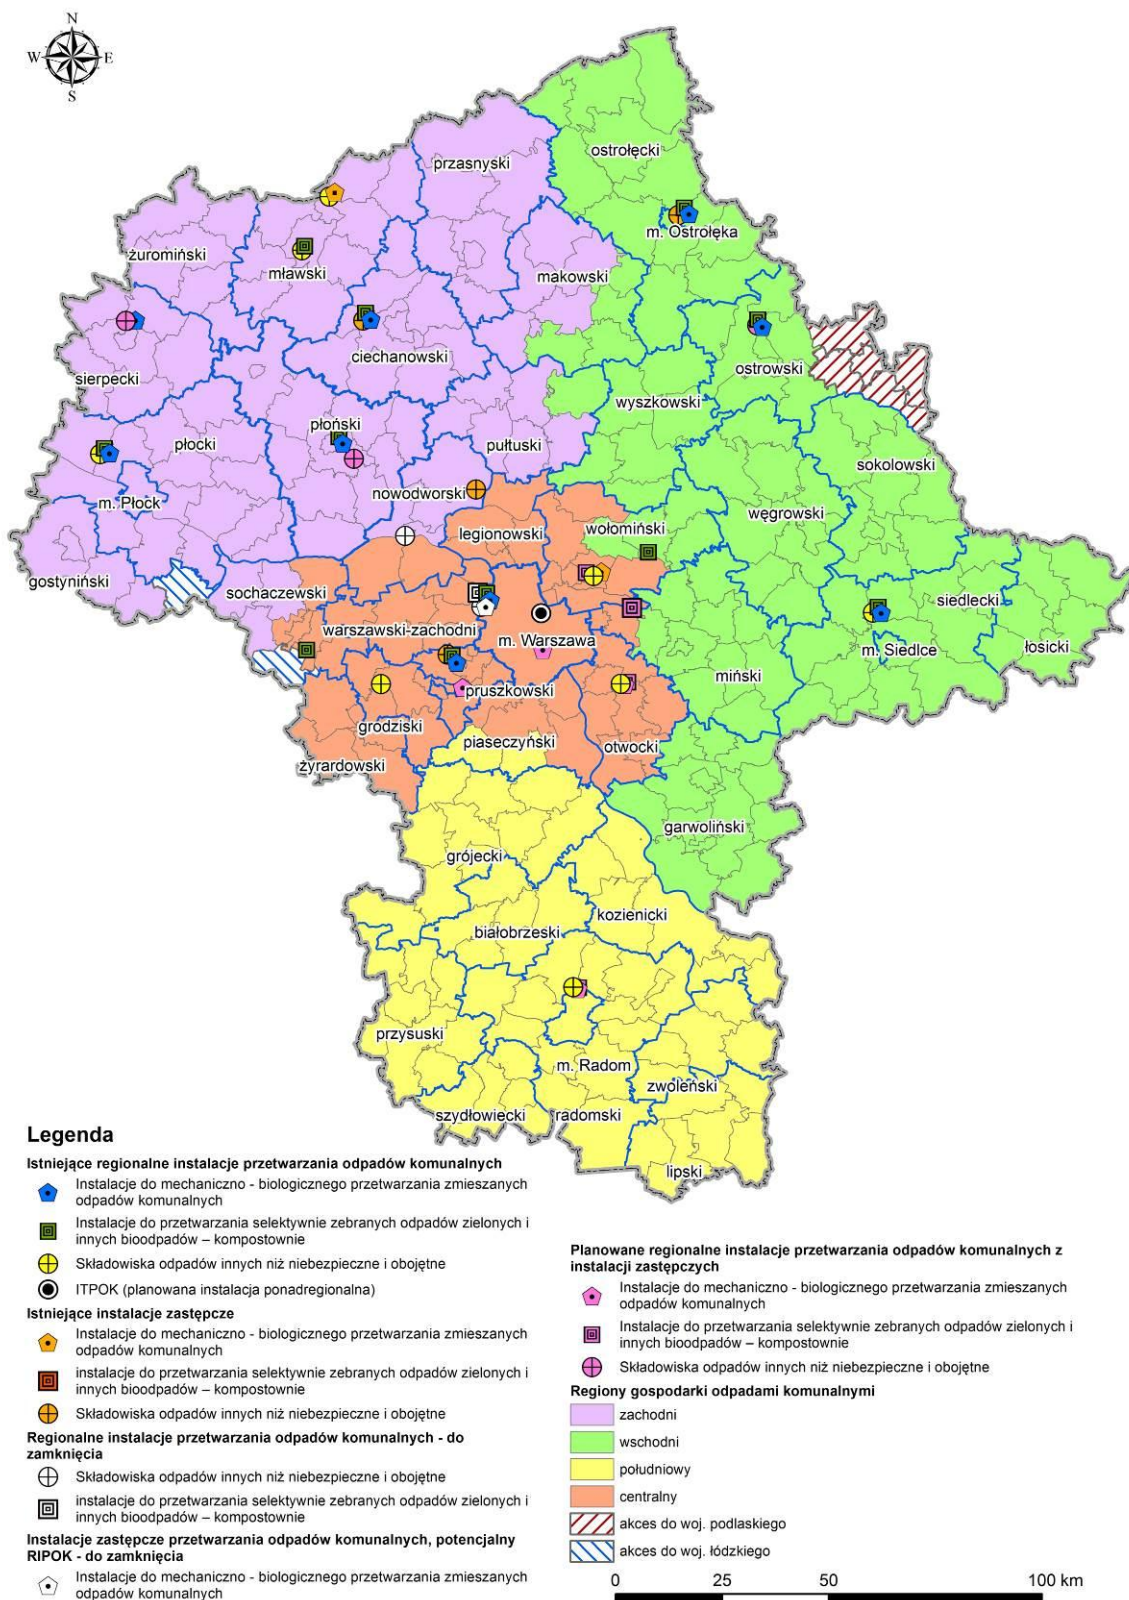 N
W
E
S
przasnyski
ostrołęcki
m. Ostrołęka
żuromiński
mławski
makowski
ciechanowski
ostrowski
sierpecki
wyszkowski
płoński
płocki
pułtuski
sokolowski
m. Płock
nowodworski
węgrowski
legionowski
wołomiński
gostyniński
sochaczewski
siedlecki
warszawski-zachodni
m. Warszawa
m. Siedlce
łosicki
miński
pruszkowski
grodziski
piaseczyński
otwocki
żyrardowski
garwoliński
grójecki
kozienicki
białobrzeski
przysuski
m. Radom
zwoleński
szydłowiecki
radomski
lipski
Legenda
Istniejące regionalne instalacje przetwarzania odpadów komunalnych
Instalacje do mechaniczno - biologicznego przetwarzania zmieszanych
odpadów komunalnych
Instalacje do przetwarzania selektywnie zebranych odpadów zielonych i
innych bioodpadów – kompostownie
Składowiska odpadów innych niż niebezpieczne i obojętne
ITPOK (planowana instalacja ponadregionalna)
Istniejące instalacje zastępcze
Instalacje do mechaniczno - biologicznego przetwarzania zmieszanych
odpadów komunalnych
instalacje do przetwarzania selektywnie zebranych odpadów zielonych i
innych bioodpadów – kompostownie
Składowiska odpadów innych niż niebezpieczne i obojętne
Regionalne instalacje przetwarzania odpadów komunalnych - do
zamknięcia
Składowiska odpadów innych niż niebezpieczne i obojętne
instalacje do przetwarzania selektywnie zebranych odpadów zielonych i
innych bioodpadów – kompostownie
Instalacje zastępcze przetwarzania odpadów komunalnych, potencjalny
RIPOK - do zamknięcia
Instalacje do mechaniczno - biologicznego przetwarzania zmieszanych
odpadów komunalnych
Planowane regionalne instalacje przetwarzania odpadów komunalnych z
instalacji zastępczych
Instalacje do mechaniczno - biologicznego przetwarzania zmieszanych
odpadów komunalnych
Instalacje do przetwarzania selektywnie zebranych odpadów zielonych i
innych bioodpadów – kompostownie
Składowiska odpadów innych niż niebezpieczne i obojętne
Regiony gospodarki odpadami komunalnymi
zachodni
wschodni
południowy
centralny
akces do woj. podlaskiego
akces do woj. łódzkiego
0 25 50 100 km